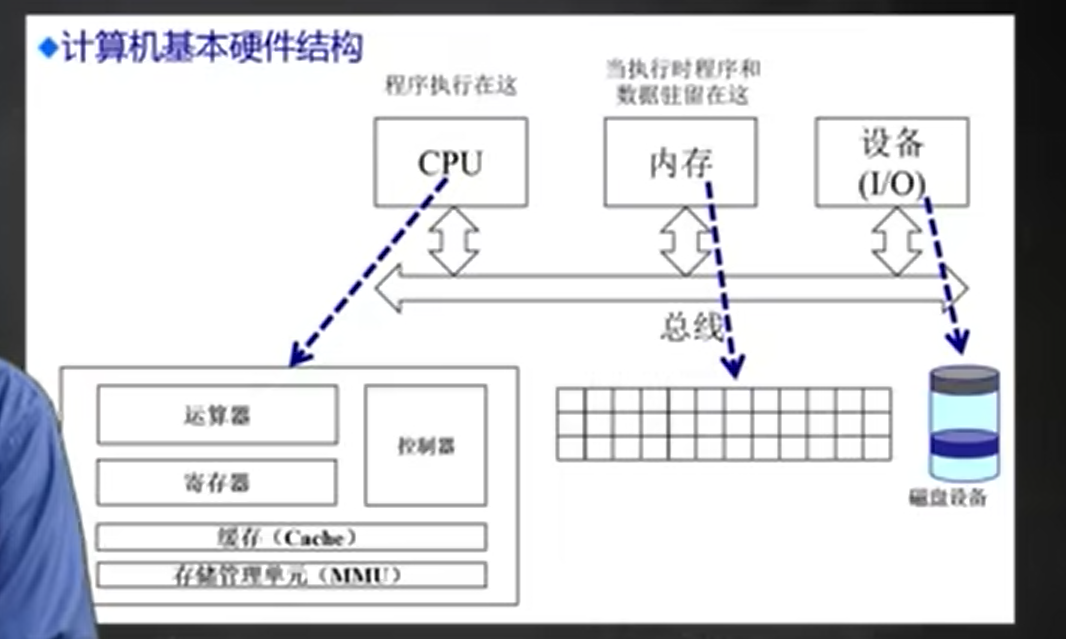 计算机基本硬件结构
程序执行在这
当执行时程序和
数据驻留在这
CPU
内存
设备
(I/O)
总线
运算器
控制器
寄存器
缓存（Cache）
存储管理单元（MMU）
磁盘设备